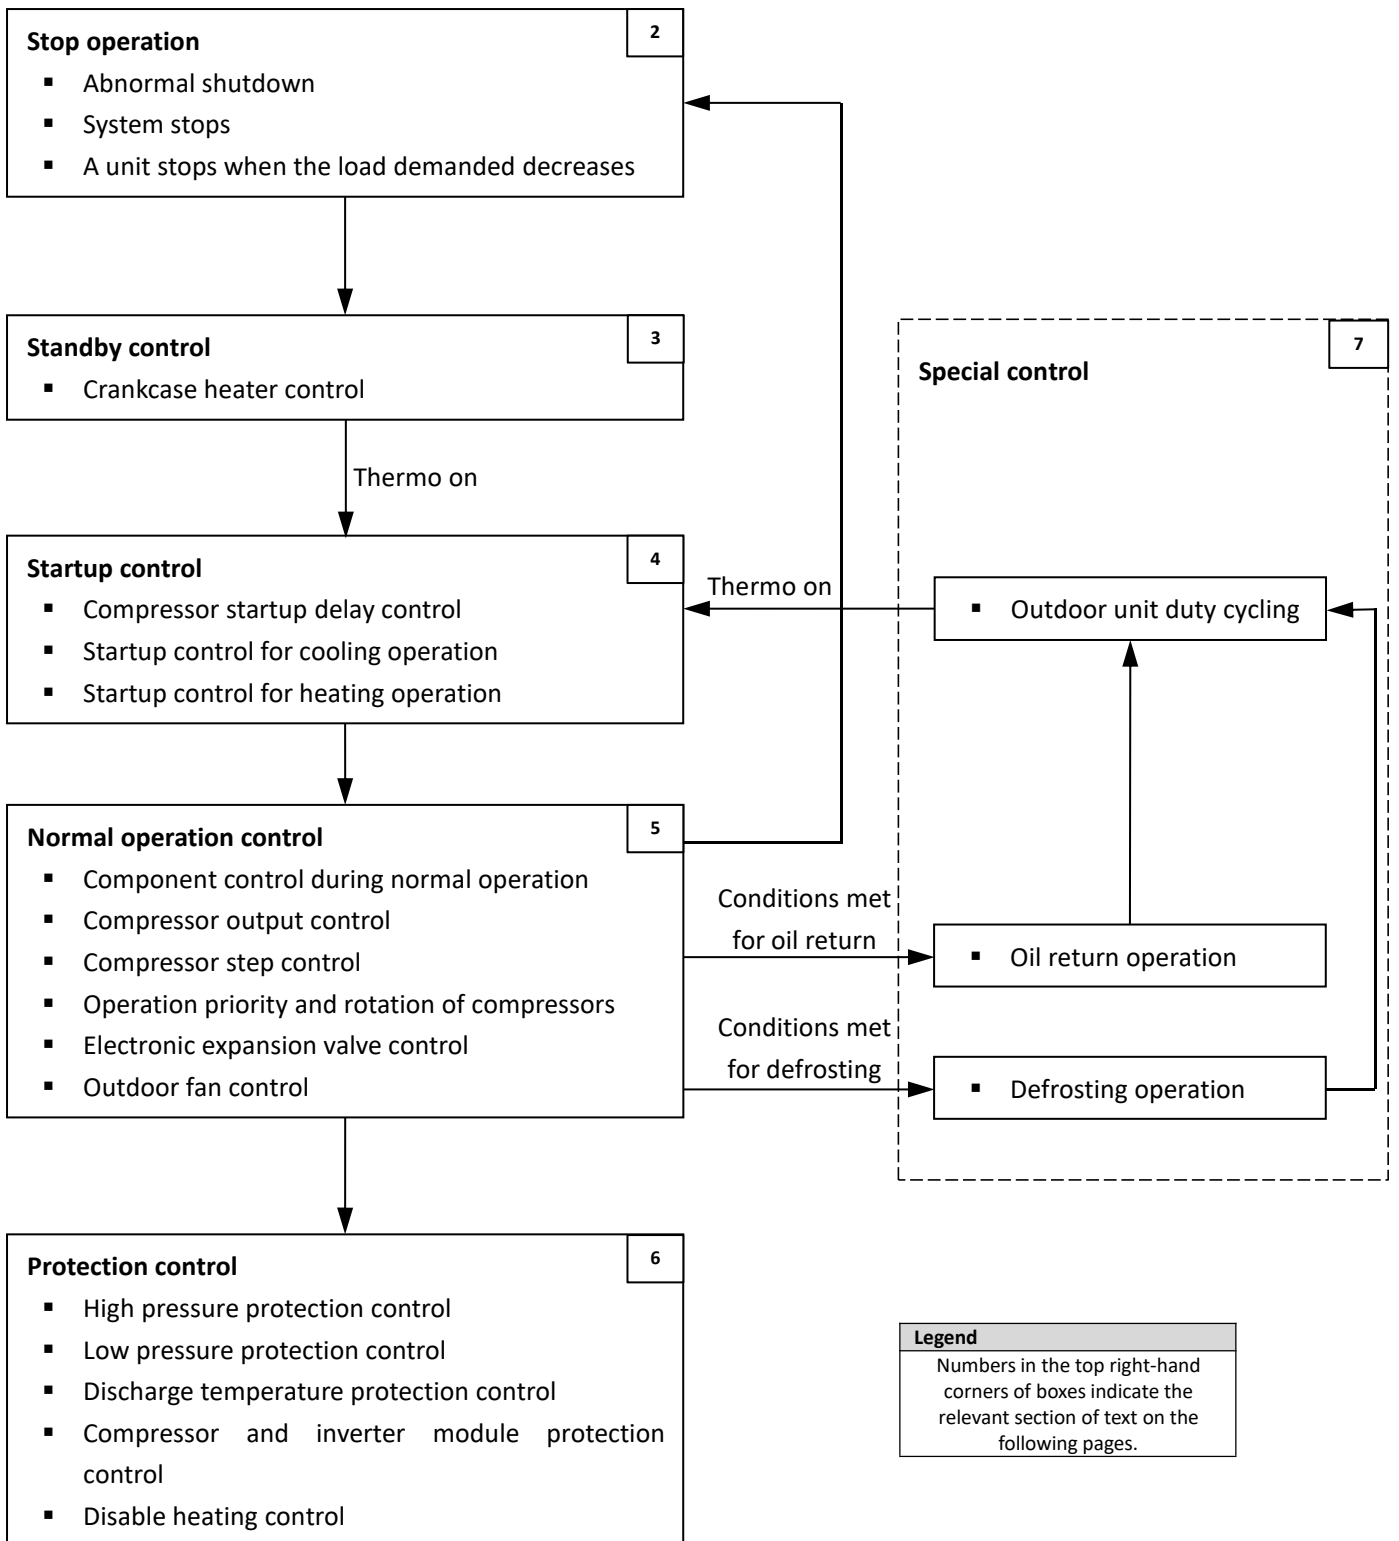 Stop operation
2
▪ Abnormal shutdown
▪ System stops
▪ A unit stops when the load demanded decreases
Standby control
3
▪ Crankcase heater control
Thermo on
Startup control
4
▪ Compressor startup delay control
▪ Startup control for cooling operation
▪ Startup control for heating operation
Normal operation control
5
▪ Component control during normal operation
▪ Compressor output control
▪ Compressor step control
▪ Operation priority and rotation of compressors
▪ Electronic expansion valve control
▪ Outdoor fan control
Protection control
6
▪ High pressure protection control
▪ Low pressure protection control
▪ Discharge temperature protection control
▪ Compressor and inverter module protection
control
▪ Disable heating control
Special control
7
Thermo on
▪ Outdoor unit duty cycling
Conditions met
for oil return
▪ Oil return operation
Conditions met
for defrosting
▪ Defrosting operation
Legend
Numbers in the top right-hand
corners of boxes indicate the
relevant section of text on the
following pages.